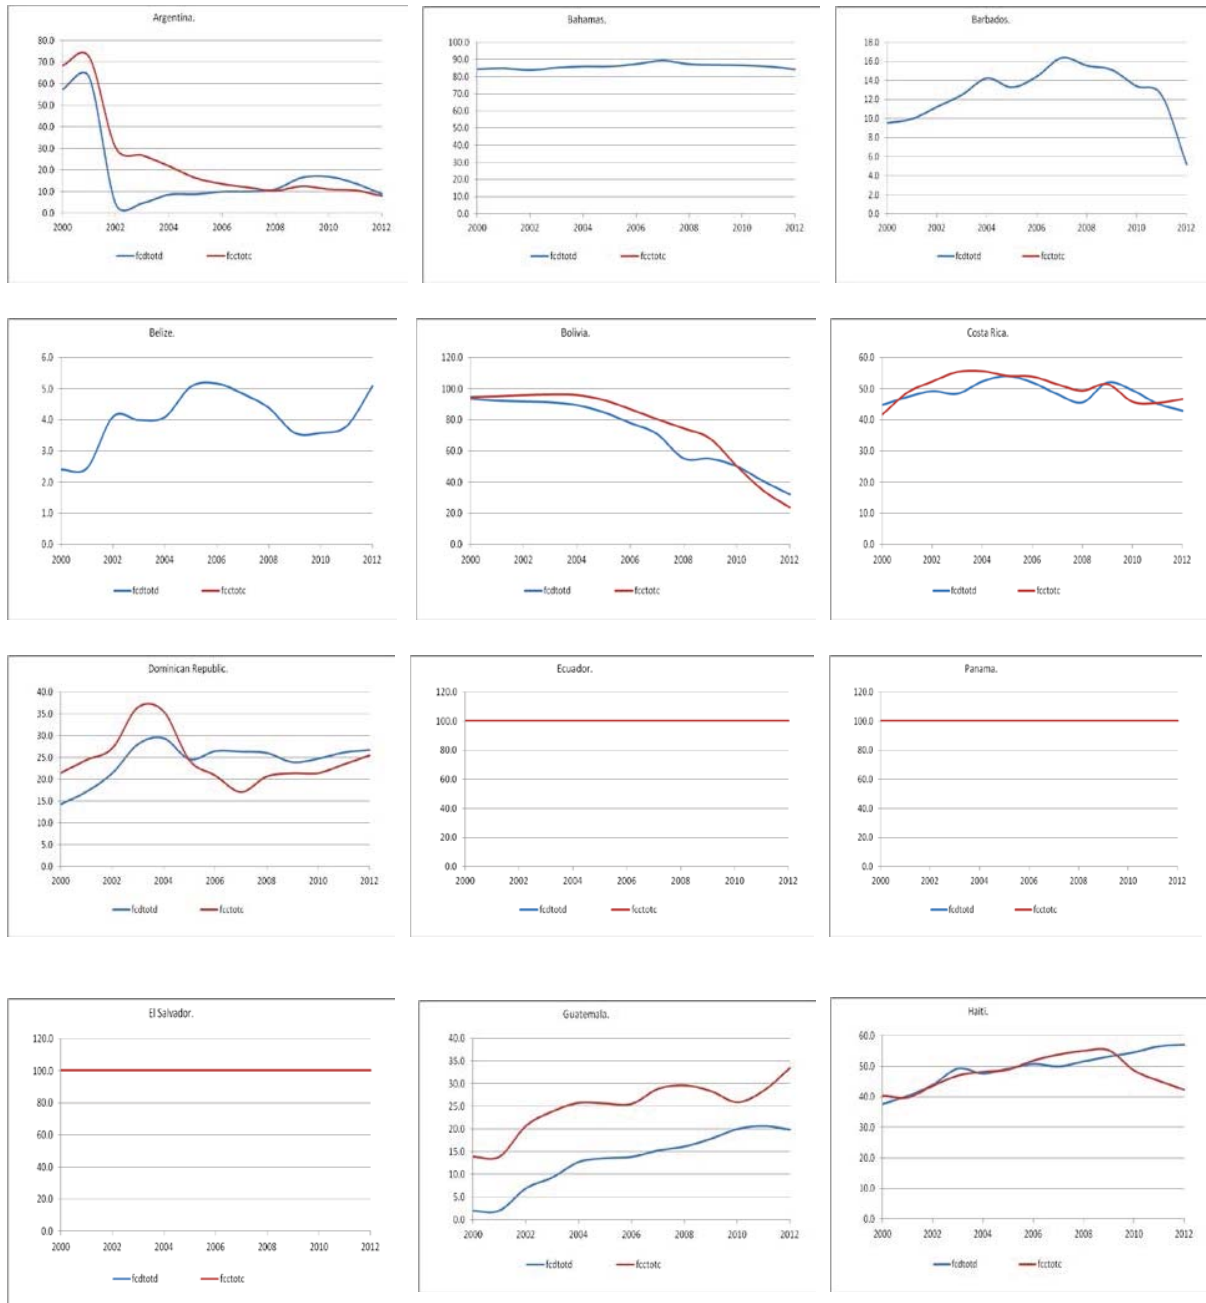 Argentina.
80.0
70.0
60.0
50.0
40.0
30.0
20.0
10.0
0.0
2000 2002 2004 2006 2008 2010 2012
fcdtotd fcctotc
Bahamas.
100.0
90.0
80.0
70.0
60.0
50.0
40.0
30.0
20.0
10.0
0.0
2000 2002 2004 2006 2008 2010 2012
fcdtotd fcctotc
Barbados.
18.0
16.0
14.0
12.0
10.0
8.0
6.0
4.0
2.0
0.0
2000 2002 2004 2006 2008 2010 2012
fcdtotd fcctotc
Belize.
6.0
5.0
4.0
3.0
2.0
1.0
0.0
2000 2002 2004 2006 2008 2010 2012
fcdtotd fcctotc
Bolivia.
120.0
100.0
80.0
60.0
40.0
20.0
0.0
2000 2002 2004 2006 2008 2010 2012
fcdtotd fcctotc
Costa Rica.
60.0
50.0
40.0
30.0
20.0
10.0
0.0
2000 2002 2004 2006 2008 2010 2012
fcdtotd fcctotc
Dominican Republic.
40.0
35.0
30.0
25.0
20.0
15.0
10.0
5.0
0.0
2000 2002 2004 2006 2008 2010 2012
fcdtotd fcctotc
Ecuador.
120.0
100.0
80.0
60.0
40.0
20.0
0.0
2000 2002 2004 2006 2008 2010 2012
fcdtotd fcctotc
Panama.
120.0
100.0
80.0
60.0
40.0
20.0
0.0
2000 2002 2004 2006 2008 2010 2012
fcdtotd fcctotc
El Salvador.
120.0
100.0
80.0
60.0
40.0
20.0
0.0
2000 2002 2004 2006 2008 2010 2012
fcdtotd fcctotc
Guatemala.
40.0
35.0
30.0
25.0
20.0
15.0
10.0
5.0
0.0
2000 2002 2004 2006 2008 2010 2012
fcdtotd fcctotc
Haiti.
60.0
50.0
40.0
30.0
20.0
10.0
0.0
2000 2002 2004 2006 2008 2010 2012
fcdtotd fcctotc